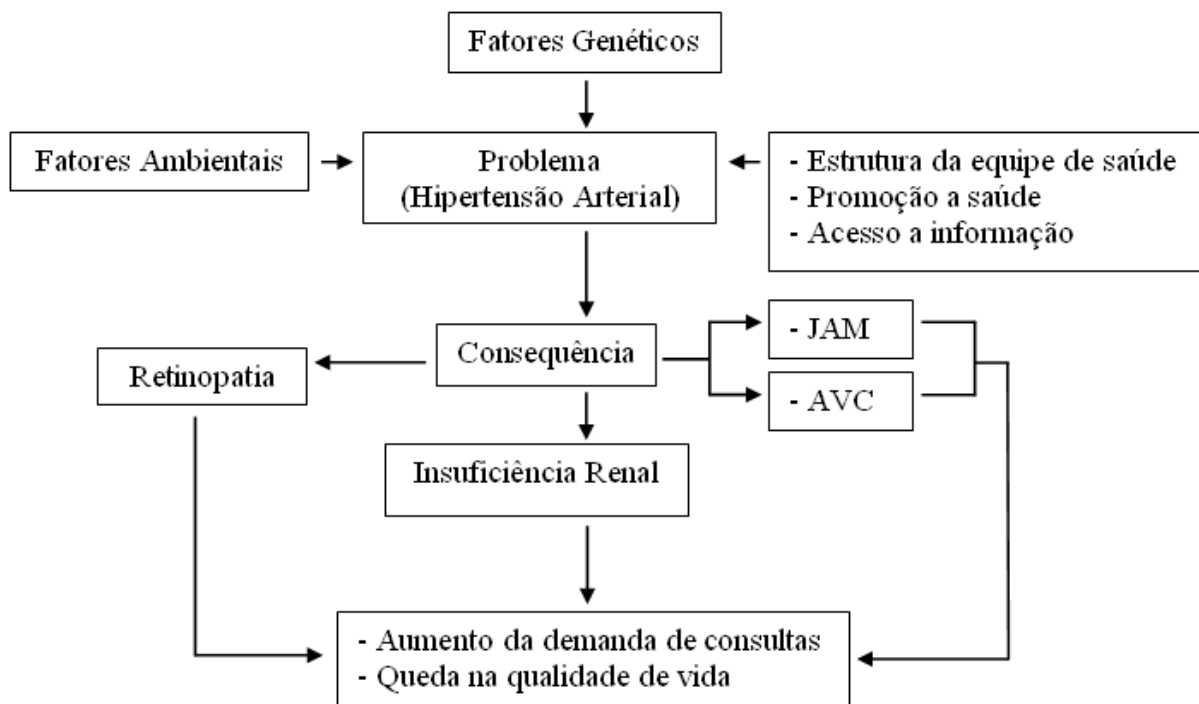 Fatores Genéticos
Fatores Ambientais
Problema
(Hipertensão Arterial)
- Estrutura da equipe de saúde
- Promoção a saúde
- Acesso a informação
Retinopatia
Consequência
- JAM
- AVC
Insuficiência Renal
- Aumento da demanda de consultas
- Queda na qualidade de vida